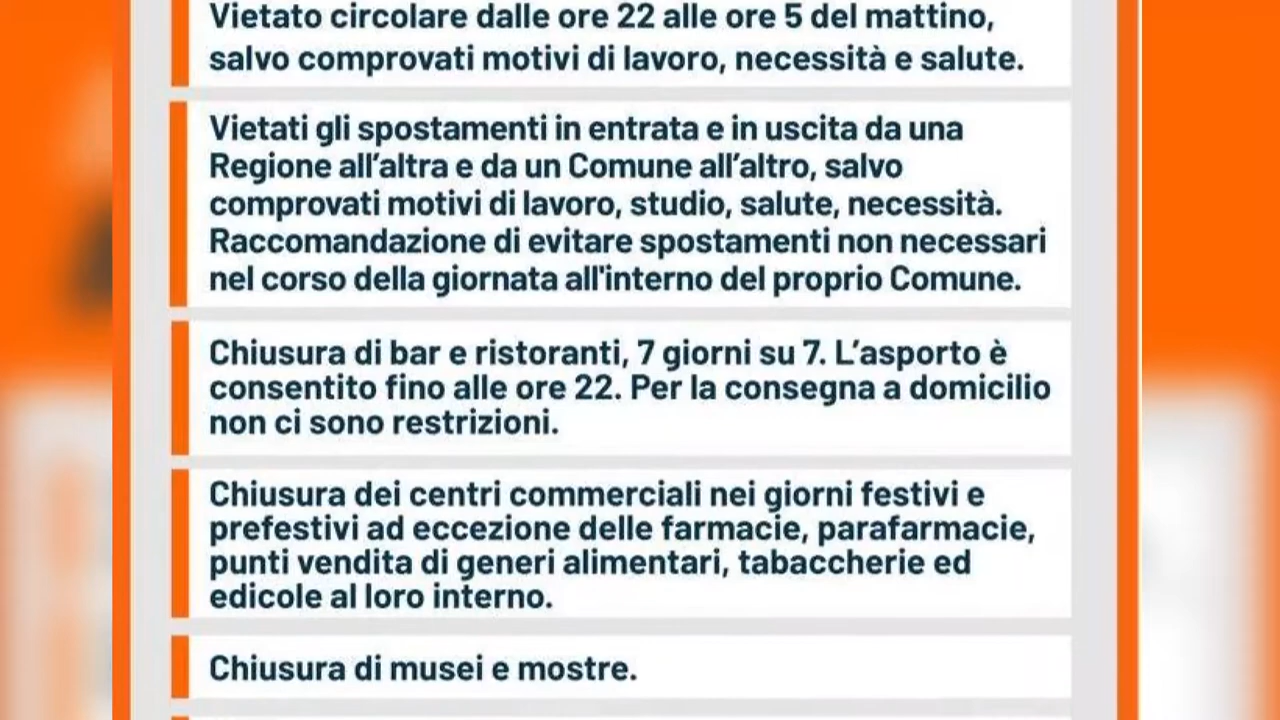 Vietato circolare dalle ore 22 alle ore 5 del mattino,
salvo comprovati motivi di lavoro, necessità e salute.
Vietati gli spostamenti in entrata e in uscita da una
Regione all’altra e da un Comune all’altro, salvo
comprovati motivi di lavoro, studio, salute, necessità.
Raccomandazione di evitare spostamenti non necessari
nel corso della giornata all'interno del proprio Comune.
Chiusura di bar e ristoranti, 7 giorni su 7. L’asporto è
consentito fino alle ore 22. Per la consegna a domicilio
non ci sono restrizioni.
Chiusura dei centri commerciali nei giorni festivi e
prefestivi ad eccezione delle farmacie, parafarmacie,
punti vendita di generi alimentari, tabaccherie ed
edicole al loro interno.
Chiusura di musei e mostre.